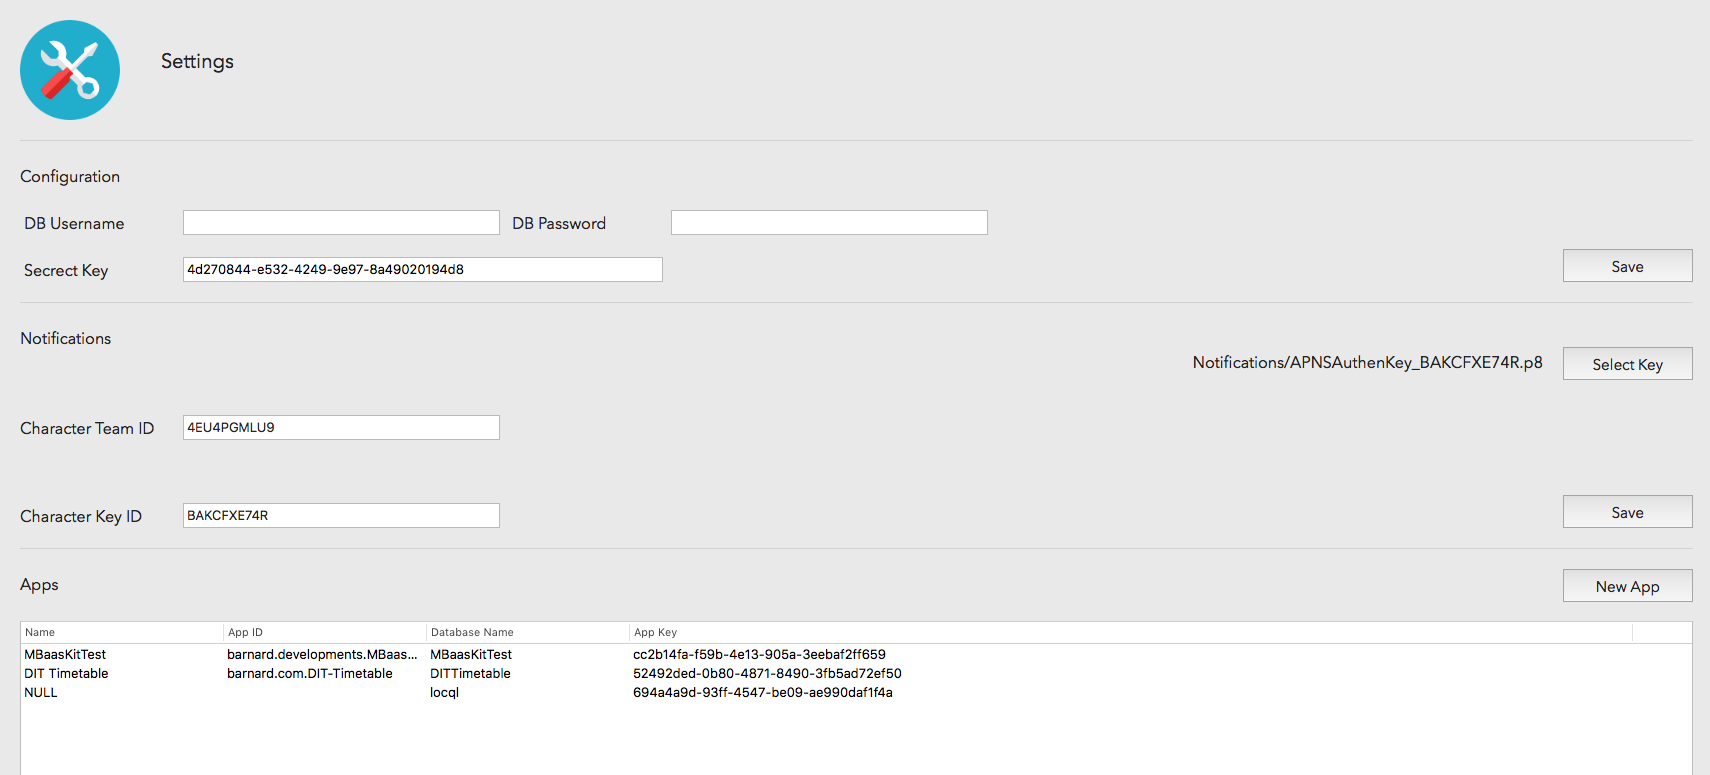 Settings
Configuration
DB Username
DB Password
Secrect Key 4d270844-e532-4249-9e97-8a49020194d8
Save
Notifications
Notifications/APNSAuthenKey_BAKCFXE74R.p8 Select Key
Character Team ID 4EU4PGMLU9
Character Key ID BAKCFXE74R
Save
Apps
New App
Name App ID Database Name App Key
MBaasKitTest barnard.developments.MBaas... MBaasKitTest cc2b14fa-f59b-4e13-905a-3eebaf2ff659
DIT Timetable barnard.com.DIT-Timetable DITTimetable 52492ded-0b80-4871-8490-3fb5ad72ef50
NULL locql 694a4a9d-93ff-4547-be09-ae990daf1f4a